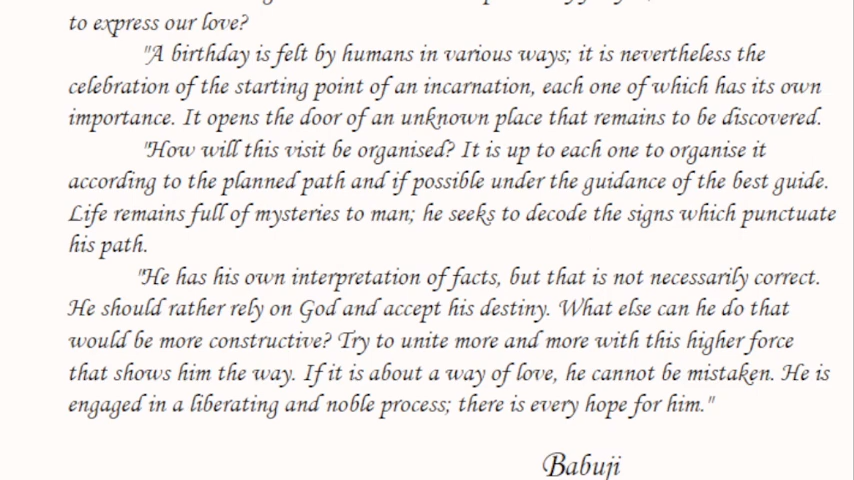 to express our love?
"A birthday is felt by humans in various ways; it is nevertheless the
celebration of the starting point of an incarnation, each one of which has its own
importance. It opens the door of an unknown place that remains to be discovered.
"How will this visit be organised? It is up to each one to organise it
according to the planned path and if possible under the guidance of the best guide.
Life remains full of mysteries to man; he seeks to decode the signs which punctuate
his path.
"He has his own interpretation of facts, but that is not necessarily correct.
He should rather rely on God and accept his destiny. What else can he do that
would be more constructive? Try to unite more and more with this higher force
that shows him the way. If it is about a way of love, he cannot be mistaken. He is
engaged in a liberating and noble process; there is every hope for him."
Babuji